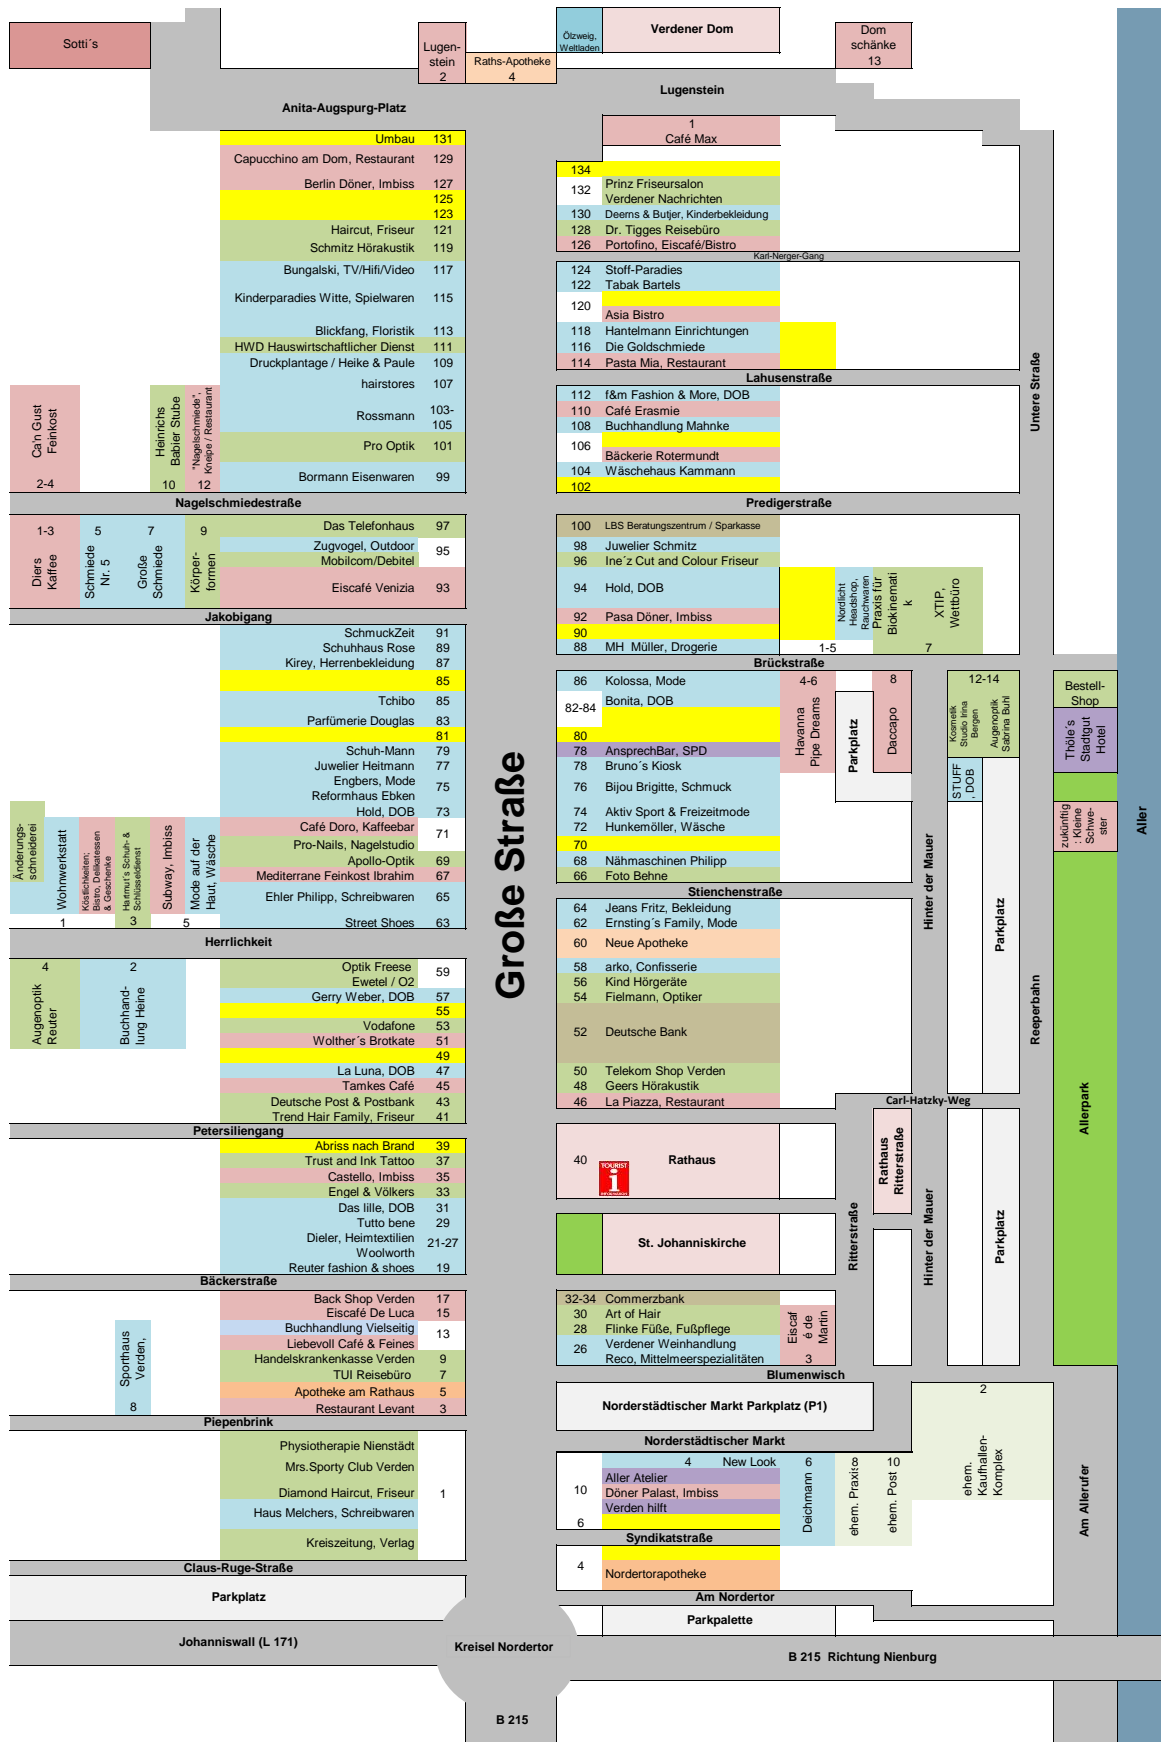 Sotti´s
Lugen-
stein
2
Raths-Apotheke
4
Ölzweig,
Weltladen
Verdener Dom
Dom
schänke
13
Anita-Augspurg-Platz
Lugenstein
1
Café Max
Umbau 131
Capucchino am Dom, Restaurant 129
Berlin Döner, Imbiss 127
125
123
Haircut, Friseur 121
Schmitz Hörakustik 119
Bungalski, TV/Hifi/Video 117
Kinderparadies Witte, Spielwaren 115
Blickfang, Floristik 113
HWD Hauswirtschaftlicher Dienst 111
Druckplantage / Heike & Paule 109
hairstores 107
Rossmann 103-
105
Pro Optik 101
Bormann Eisenwaren 99
Ca'n Gust
Feinkost
2-4
Heinrichs
Babier Stube
10
"Nagelschmiede",
Kneipe / Restaurant
12
134
132 Prinz Friseursalon
Verdener Nachrichten
130 Deerns & Butjer, Kinderbekleidung
128 Dr. Tigges Reisebüro
126 Portofino, Eiscafé/Bistro
Karl-Nerger-Gang
124 Stoff-Paradies
122 Tabak Bartels
120
Asia Bistro
118 Hantelmann Einrichtungen
116 Die Goldschmiede
114 Pasta Mia, Restaurant
Lahusenstraße
112 f&m Fashion & More, DOB
110 Café Erasmie
108 Buchhandlung Mahnke
106
Bäckerie Rotermundt
104 Wäschehaus Kammann
102
Untere Straße
Nagelschmiedestraße
Predigerstraße
1-3
Diers
Kaffee
5
Schmiede
Nr. 5
7
Große
Schmiede
9
Körper-
formen
Das Telefonhaus 97
Zugvogel, Outdoor
95
Mobilcom/Debitel
Eiscafé Venizia 93
Jakobigang
100 LBS Beratungszentrum / Sparkasse
98 Juwelier Schmitz
96 Ine´z Cut and Colour Friseur
94 Hold, DOB
92 Pasa Döner, Imbiss
90
88 MH Müller, Drogerie
Nordlicht
Headshop,
Rauchwaren
1-5
Praxis für
Biokinemati
k
XTIP,
Wettbüro
7
Brückstraße
SchmuckZeit 91
Schuhhaus Rose 89
Kirey, Herrenbekleidung 87
85
Tchibo 85
Parfümerie Douglas 83
81
Schuh-Mann 79
Juwelier Heitmann 77
Engbers, Mode
75
Reformhaus Ebken
Hold, DOB 73
Café Doro, Kaffeebar
71
Pro-Nails, Nagelstudio
Apollo-Optik 69
Mediterrane Feinkost Ibrahim 67
Ehler Philipp, Schreibwaren 65
Street Shoes 63
Änderungs-
schneiderei
Wohnwerkstatt
1
Köstlichkeiten;
Bistro, Delikatessen
& Geschenke
Hartmut´s Schuh- &
Schlüsseldienst
3
Subway, Imbiss
5
Mode auf der
Haut, Wäsche
Große Straße
86 Kolossa, Mode
82-84 Bonita, DOB
80
78 AnsprechBar, SPD
78 Bruno´s Kiosk
76 Bijou Brigitte, Schmuck
74 Aktiv Sport & Freizeitmode
72 Hunkemöller, Wäsche
70
68 Nähmaschinen Philipp
66 Foto Behne
4-6
Havanna
Pipe Dreams
Parkplatz
8
Daccapo
12-14
Kosmetik
Studio Irina
Bergen
Augenoptik
Sabrina Buhl
STUFF
, DOB
Parkplatz
Hinter der Mauer
Reeperbahn
Bestell-
Shop
Thöle´s
Stadtgut
Hotel
zukünftig
: Kleine
Schwe-
ster
Allerpark
Aller
Stienchenstraße
Herrlichkeit
4
Augenoptik
Reuter
2
Buchhand-
lung Heine
Optik Freese
59
Ewetel / O2
Gerry Weber, DOB 57
55
Vodafone 53
Wolther´s Brotkate 51
49
La Luna, DOB 47
Tamkes Café 45
Deutsche Post & Postbank 43
Trend Hair Family, Friseur 41
64 Jeans Fritz, Bekleidung
62 Ernsting´s Family, Mode
60 Neue Apotheke
58 arko, Confisserie
56 Kind Hörgeräte
54 Fielmann, Optiker
52 Deutsche Bank
50 Telekom Shop Verden
48 Geers Hörakustik
46 La Piazza, Restaurant
Carl-Hatzky-Weg
Petersiliengang
Abriss nach Brand 39
Trust and Ink Tattoo 37
Castello, Imbiss 35
Engel & Völkers 33
Das lille, DOB 31
Tutto bene 29
Dieler, Heimtextilien
21-27
Woolworth
Reuter fashion & shoes 19
Bäckerstraße
40
TOURIST
i
INFORMATION
Rathaus
Rathaus
Ritterstraße
St. Johanniskirche
Ritterstraße
Hinter der Mauer
Parkplatz
Back Shop Verden 17
Eiscafé De Luca 15
Buchhandlung Vielseitig
13
Liebevoll Café & Feines
Handelskrankenkasse Verden 9
TUI Reisebüro 7
Apotheke am Rathaus 5
Restaurant Levant 3
Sporthaus
Verden,
8
Piepenbrink
32-34 Commerzbank
30 Art of Hair
28 Flinke Füße, Fußpflege
26 Verdener Weinhandlung
Reco, Mittelmeerspezialitäten
Eiscaf
é de
Martin
3
Blumenwisch
Norderstädtischer Markt Parkplatz (P1)
Norderstädtischer Markt
2
ehem.
Kaufhallen-
Komplex
Am Allerufer
Physiotherapie Nienstädt
Mrs.Sporty Club Verden
Diamond Haircut, Friseur
1
Haus Melchers, Schreibwaren
Kreiszeitung, Verlag
4 New Look
Aller Atelier
10
Döner Palast, Imbiss
Verden hilft
6
6
Deichmann
8
ehem. Praxis
10
ehem. Post
Syndikatstraße
4
Nordertorapotheke
Claus-Ruge-Straße
Am Nordertor
Parkplatz
Parkpalette
Johanniswall (L 171)
Kreisel Nordertor
B 215 Richtung Nienburg
B 215